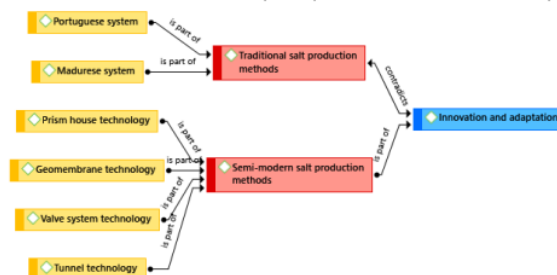 Portuguese system
is part of
Madurese system
is part of
Traditional salt production
methods
contradicts
Innovation and adaptation
Prism house technology
is part of
Geomembrane technology
is part of
Semi-modern salt production
methods
is part of
Valve system technology
is part of
is part of
Tunnel technology